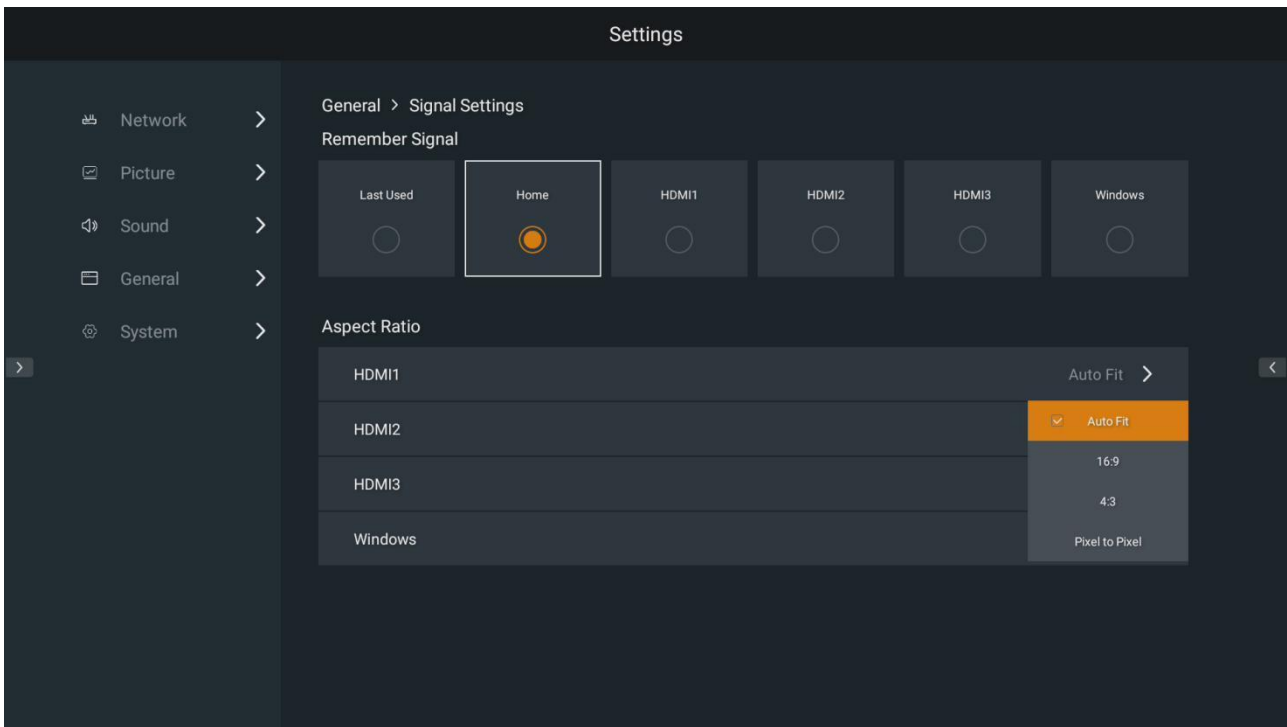 Settings
Network
Picture
Sound
General
System
General > Signal Settings
Remember Signal
Last Used Home HDMI1 HDMI2 HDMI3 Windows
Aspect Ratio
HDMI1 Auto Fit
HDMI2
HDMI3
Windows
Auto Fit
16:9
4:3
Pixel to Pixel